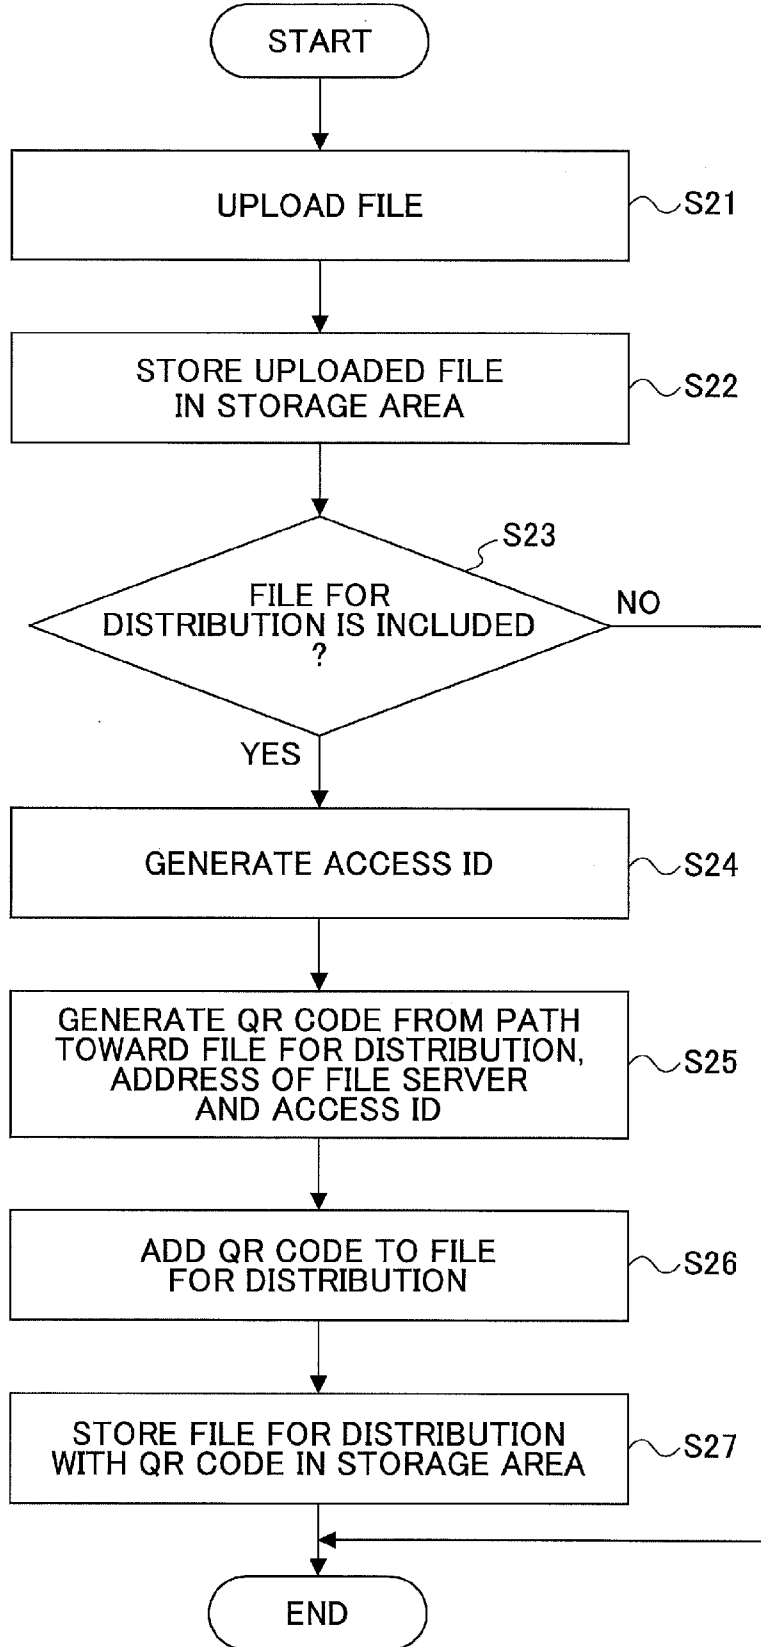 START
UPLOAD FILE
S21
STORE UPLOADED FILE
IN STORAGE AREA
S22
S23
FILE FOR
DISTRIBUTION IS INCLUDED
?
NO
YES
GENERATE ACCESS ID
S24
GENERATE QR CODE FROM PATH
TOWARD FILE FOR DISTRIBUTION,
ADDRESS OF FILE SERVER
AND ACCESS ID
S25
ADD QR CODE TO FILE
FOR DISTRIBUTION
S26
STORE FILE FOR DISTRIBUTION
WITH QR CODE IN STORAGE AREA
S27
END